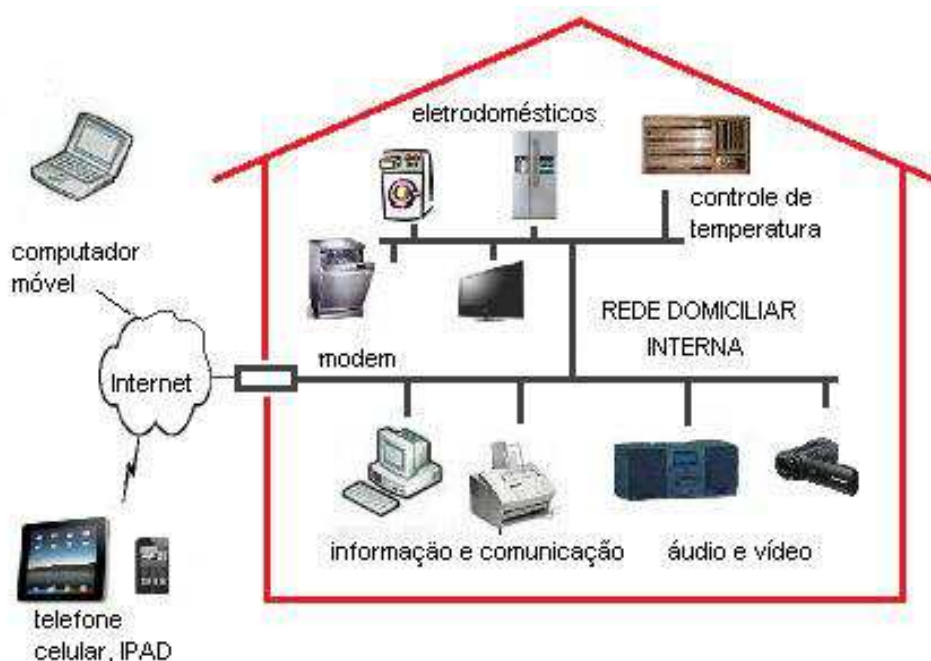 eletrodomésticos
controle de
temperatura
computador
móvel
REDE DOMICILIAR
INTERNA
modem
Internet
informação e comunicação
áudio e vídeo
telefone
celular, IPAD